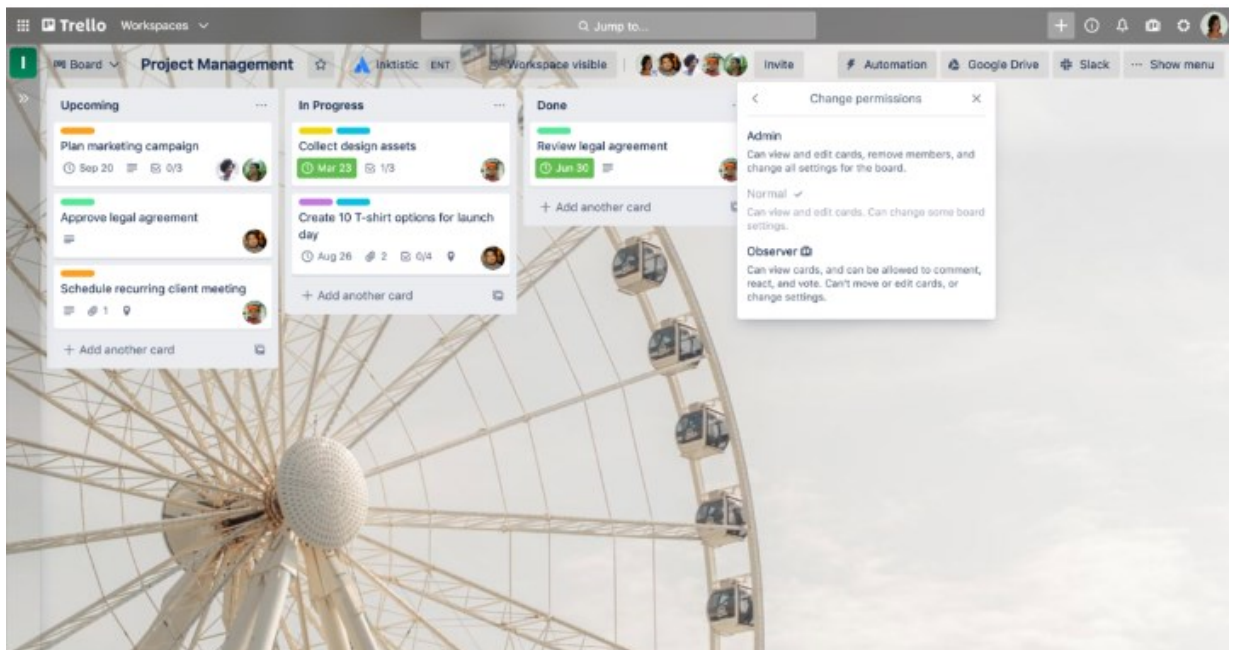 Trello Workspaces
Jump to...
I
Board Project Management Inktistic ENT Workspace visible Invite Automation Google Drive Slack ... Show menu
Upcoming
Plan marketing campaign
Sep 20 0/3
Approve legal agreement
Schedule recurring client meeting
1
+ Add another card
In Progress
Collect design assets
Mar 23 1/3
Create 10 T-shirt options for launch
day
Aug 26 2 0/4
+ Add another card
Done
Review legal agreement
Jun 30
+ Add another card
Change permissions
Admin
Can view and edit cards, remove members, and
change all settings for the board.
Normal
Can view and edit cards. Can change some board
settings.
Observer
Can view cards, and can be allowed to comment,
react, and vote. Can't move or edit cards, or
change settings.